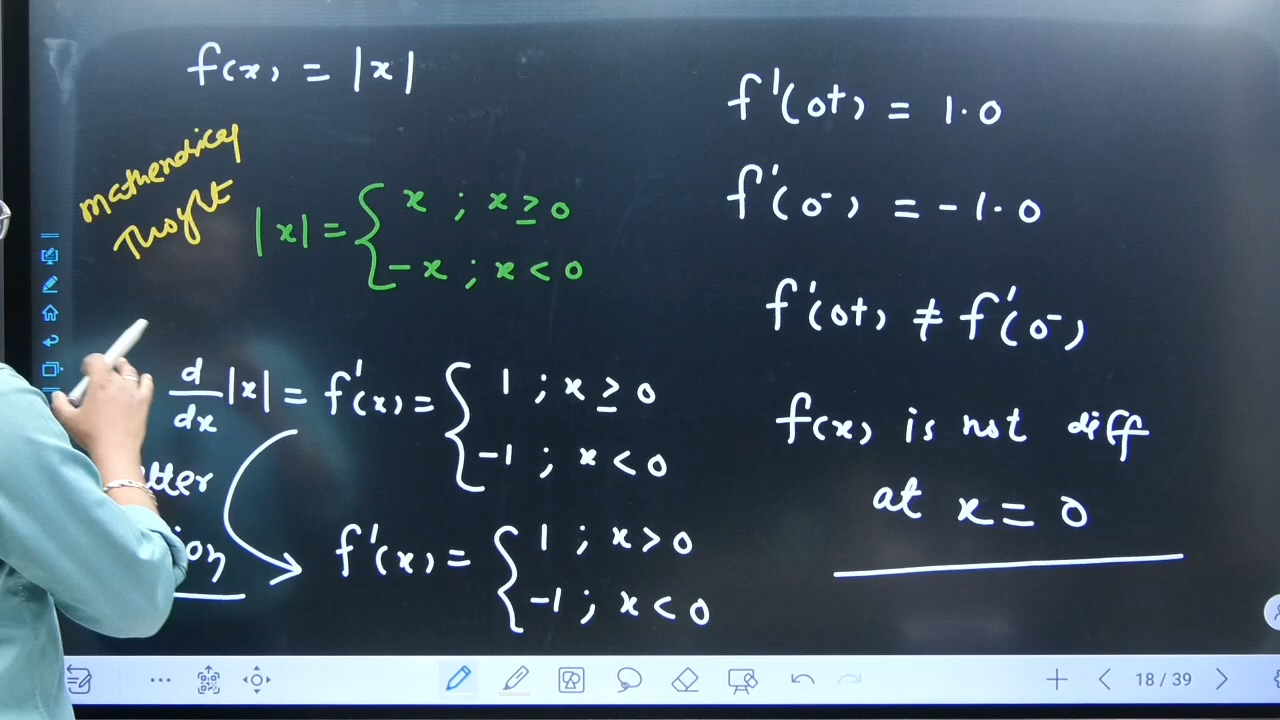 f(x) = |x|
mathematical
Thoght
|x| = { x ; x ≥ 0
-x ; x < 0
d/dx |x| = f'(x) = { 1 ; x ≥ 0
-1 ; x < 0
f'(x) = { 1 ; x > 0
-1 ; x < 0
f'(0+) = 1.0
f'(0-) = -1.0
f'(0+) ≠ f'(0-)
f(x) is not diff
at x = 0
18 / 39